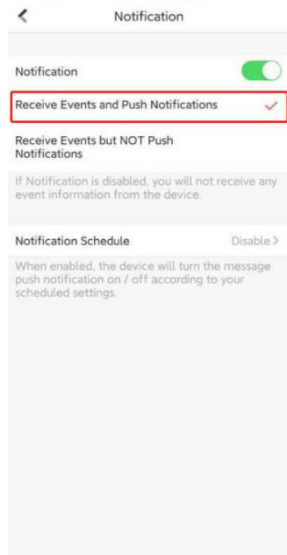 Notification
Notification
Receive Events and Push Notifications
Receive Events but NOT Push
Notifications
If Notification is disabled, you will not receive any
event information from the device.
Notification Schedule Disable >
When enabled, the device will turn the message
push notification on / off according to your
scheduled settings.